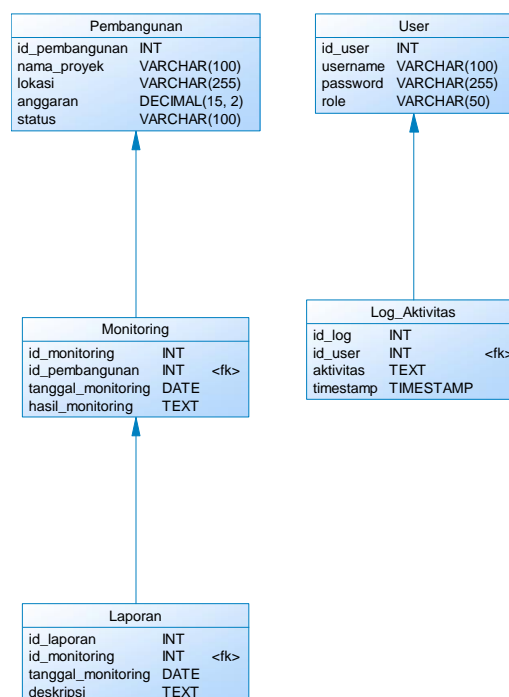 Pembangunan
id_pembangunan INT
nama_proyek VARCHAR(100)
lokasi VARCHAR(255)
anggaran DECIMAL(15, 2)
status VARCHAR(100)
User
id_user INT
username VARCHAR(100)
password VARCHAR(255)
role VARCHAR(50)
Monitoring
id_monitoring INT
id_pembangunan INT <fk>
tanggal_monitoring DATE
hasil_monitoring TEXT
Log_Aktivitas
id_log INT
id_user INT <fk>
aktivitas TEXT
timestamp TIMESTAMP
Laporan
id_laporan INT
id_monitoring INT <fk>
tanggal_monitoring DATE
deskripsi TEXT